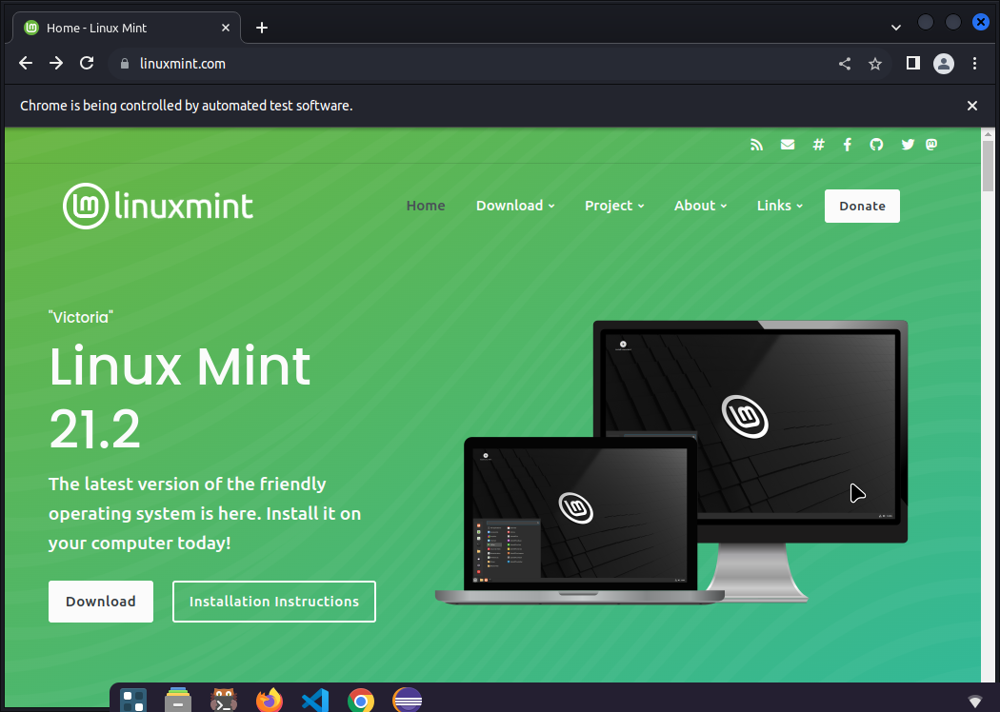 Home - Linux Mint
linuxmint.com
Chrome is being controlled by automated test software.
linuxmint
Home
Download
Project
About
Links
Donate
"Victoria"
Linux Mint
21.2
The latest version of the friendly
operating system is here. Install it on
your computer today!
Download
Installation Instructions